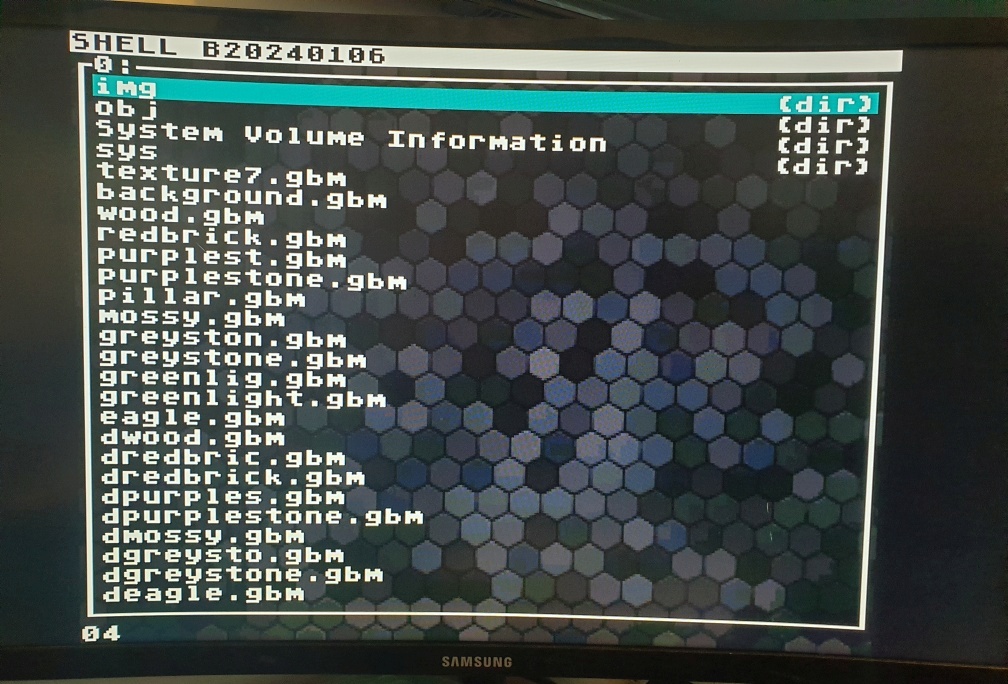 SHELL B20240106
0:
img (dir)
obj (dir)
System Volume Information (dir)
sys (dir)
texture7.gbm
background.gbm
wood.gbm
redbrick.gbm
purplest.gbm
purplestone.gbm
pillar.gbm
mossy.gbm
greyston.gbm
greystone.gbm
greenlig.gbm
greenlight.gbm
eagle.gbm
dwood.gbm
dredbric.gbm
dredbrick.gbm
dpurples.gbm
dpurplestone.gbm
dmossy.gbm
dgreysto.gbm
dgreystone.gbm
deagle.gbm
04
SAMSUNG